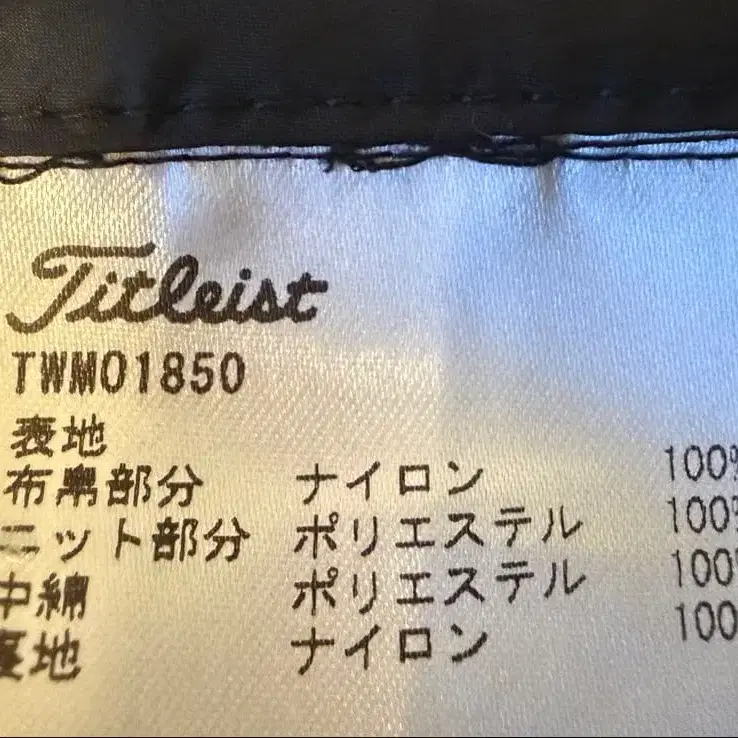 Titleist
TWMO1850
表地
布帛部分 ナイロン 100%
ニット部分 ポリエステル 100%
中綿 ポリエステル 100%
裏地 ナイロン 100